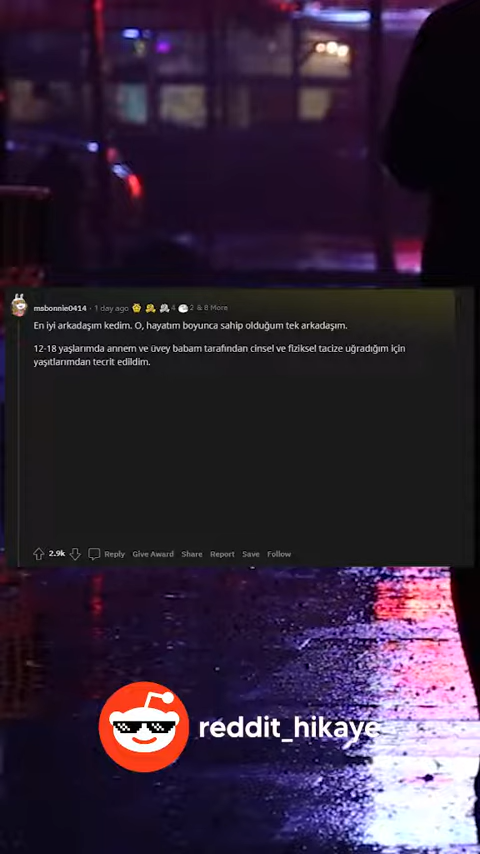 msbonnie0414 · 1 day ago 4 2 & 8 More
En iyi arkadaşım kedim. O, hayatım boyunca sahip olduğum tek arkadaşım.
12-18 yaşlarımda annem ve üvey babam tarafından cinsel ve fiziksel tacize uğradığım için
yaşıtlarımdan tecrit edildim.
2.9k Reply Give Award Share Report Save Follow
reddit_hikaye